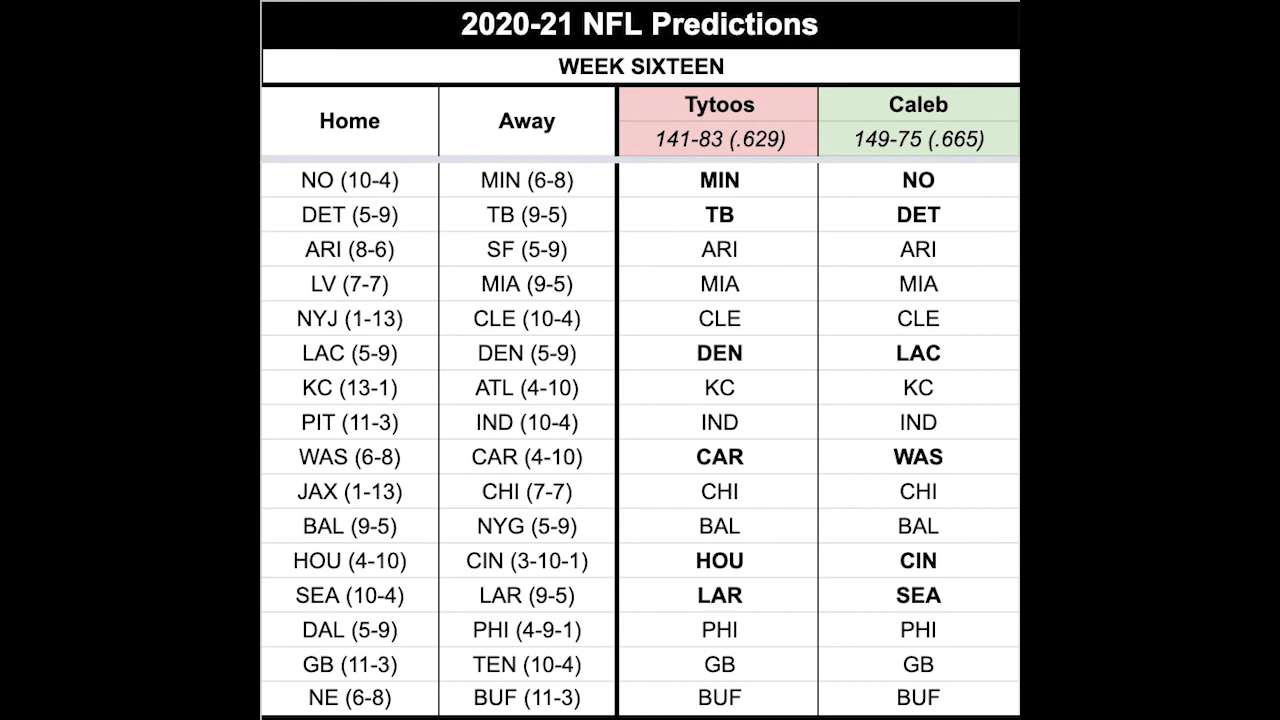 2020-21 NFL Predictions
WEEK SIXTEEN
Home Away Tytoos Caleb
141-83 (.629) 149-75 (.665)
NO (10-4) MIN (6-8) MIN NO
DET (5-9) TB (9-5) TB DET
ARI (8-6) SF (5-9) ARI ARI
LV (7-7) MIA (9-5) MIA MIA
NYJ (1-13) CLE (10-4) CLE CLE
LAC (5-9) DEN (5-9) DEN LAC
KC (13-1) ATL (4-10) KC KC
PIT (11-3) IND (10-4) IND IND
WAS (6-8) CAR (4-10) CAR WAS
JAX (1-13) CHI (7-7) CHI CHI
BAL (9-5) NYG (5-9) BAL BAL
HOU (4-10) CIN (3-10-1) HOU CIN
SEA (10-4) LAR (9-5) LAR SEA
DAL (5-9) PHI (4-9-1) PHI PHI
GB (11-3) TEN (10-4) GB GB
NE (6-8) BUF (11-3) BUF BUF